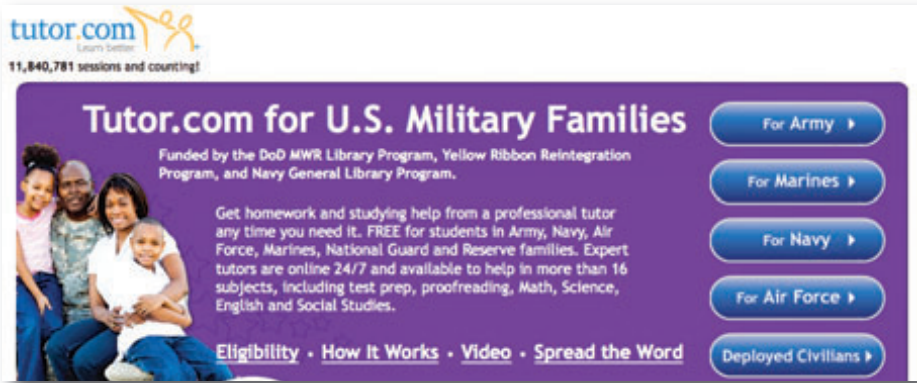 tutor.com
Learn better.
11,840,781 sessions and counting!
Tutor.com for U.S. Military Families
Funded by the DoD MWR Library Program, Yellow Ribbon Reintegration
Program, and Navy General Library Program.
Get homework and studying help from a professional tutor
any time you need it. FREE for students in Army, Navy, Air
Force, Marines, National Guard and Reserve families. Expert
tutors are online 24/7 and available to help in more than 16
subjects, including test prep, proofreading, Math, Science,
English and Social Studies.
Eligibility · How It Works · Video · Spread the Word
For Army
For Marines
For Navy
For Air Force
Deployed Civilians